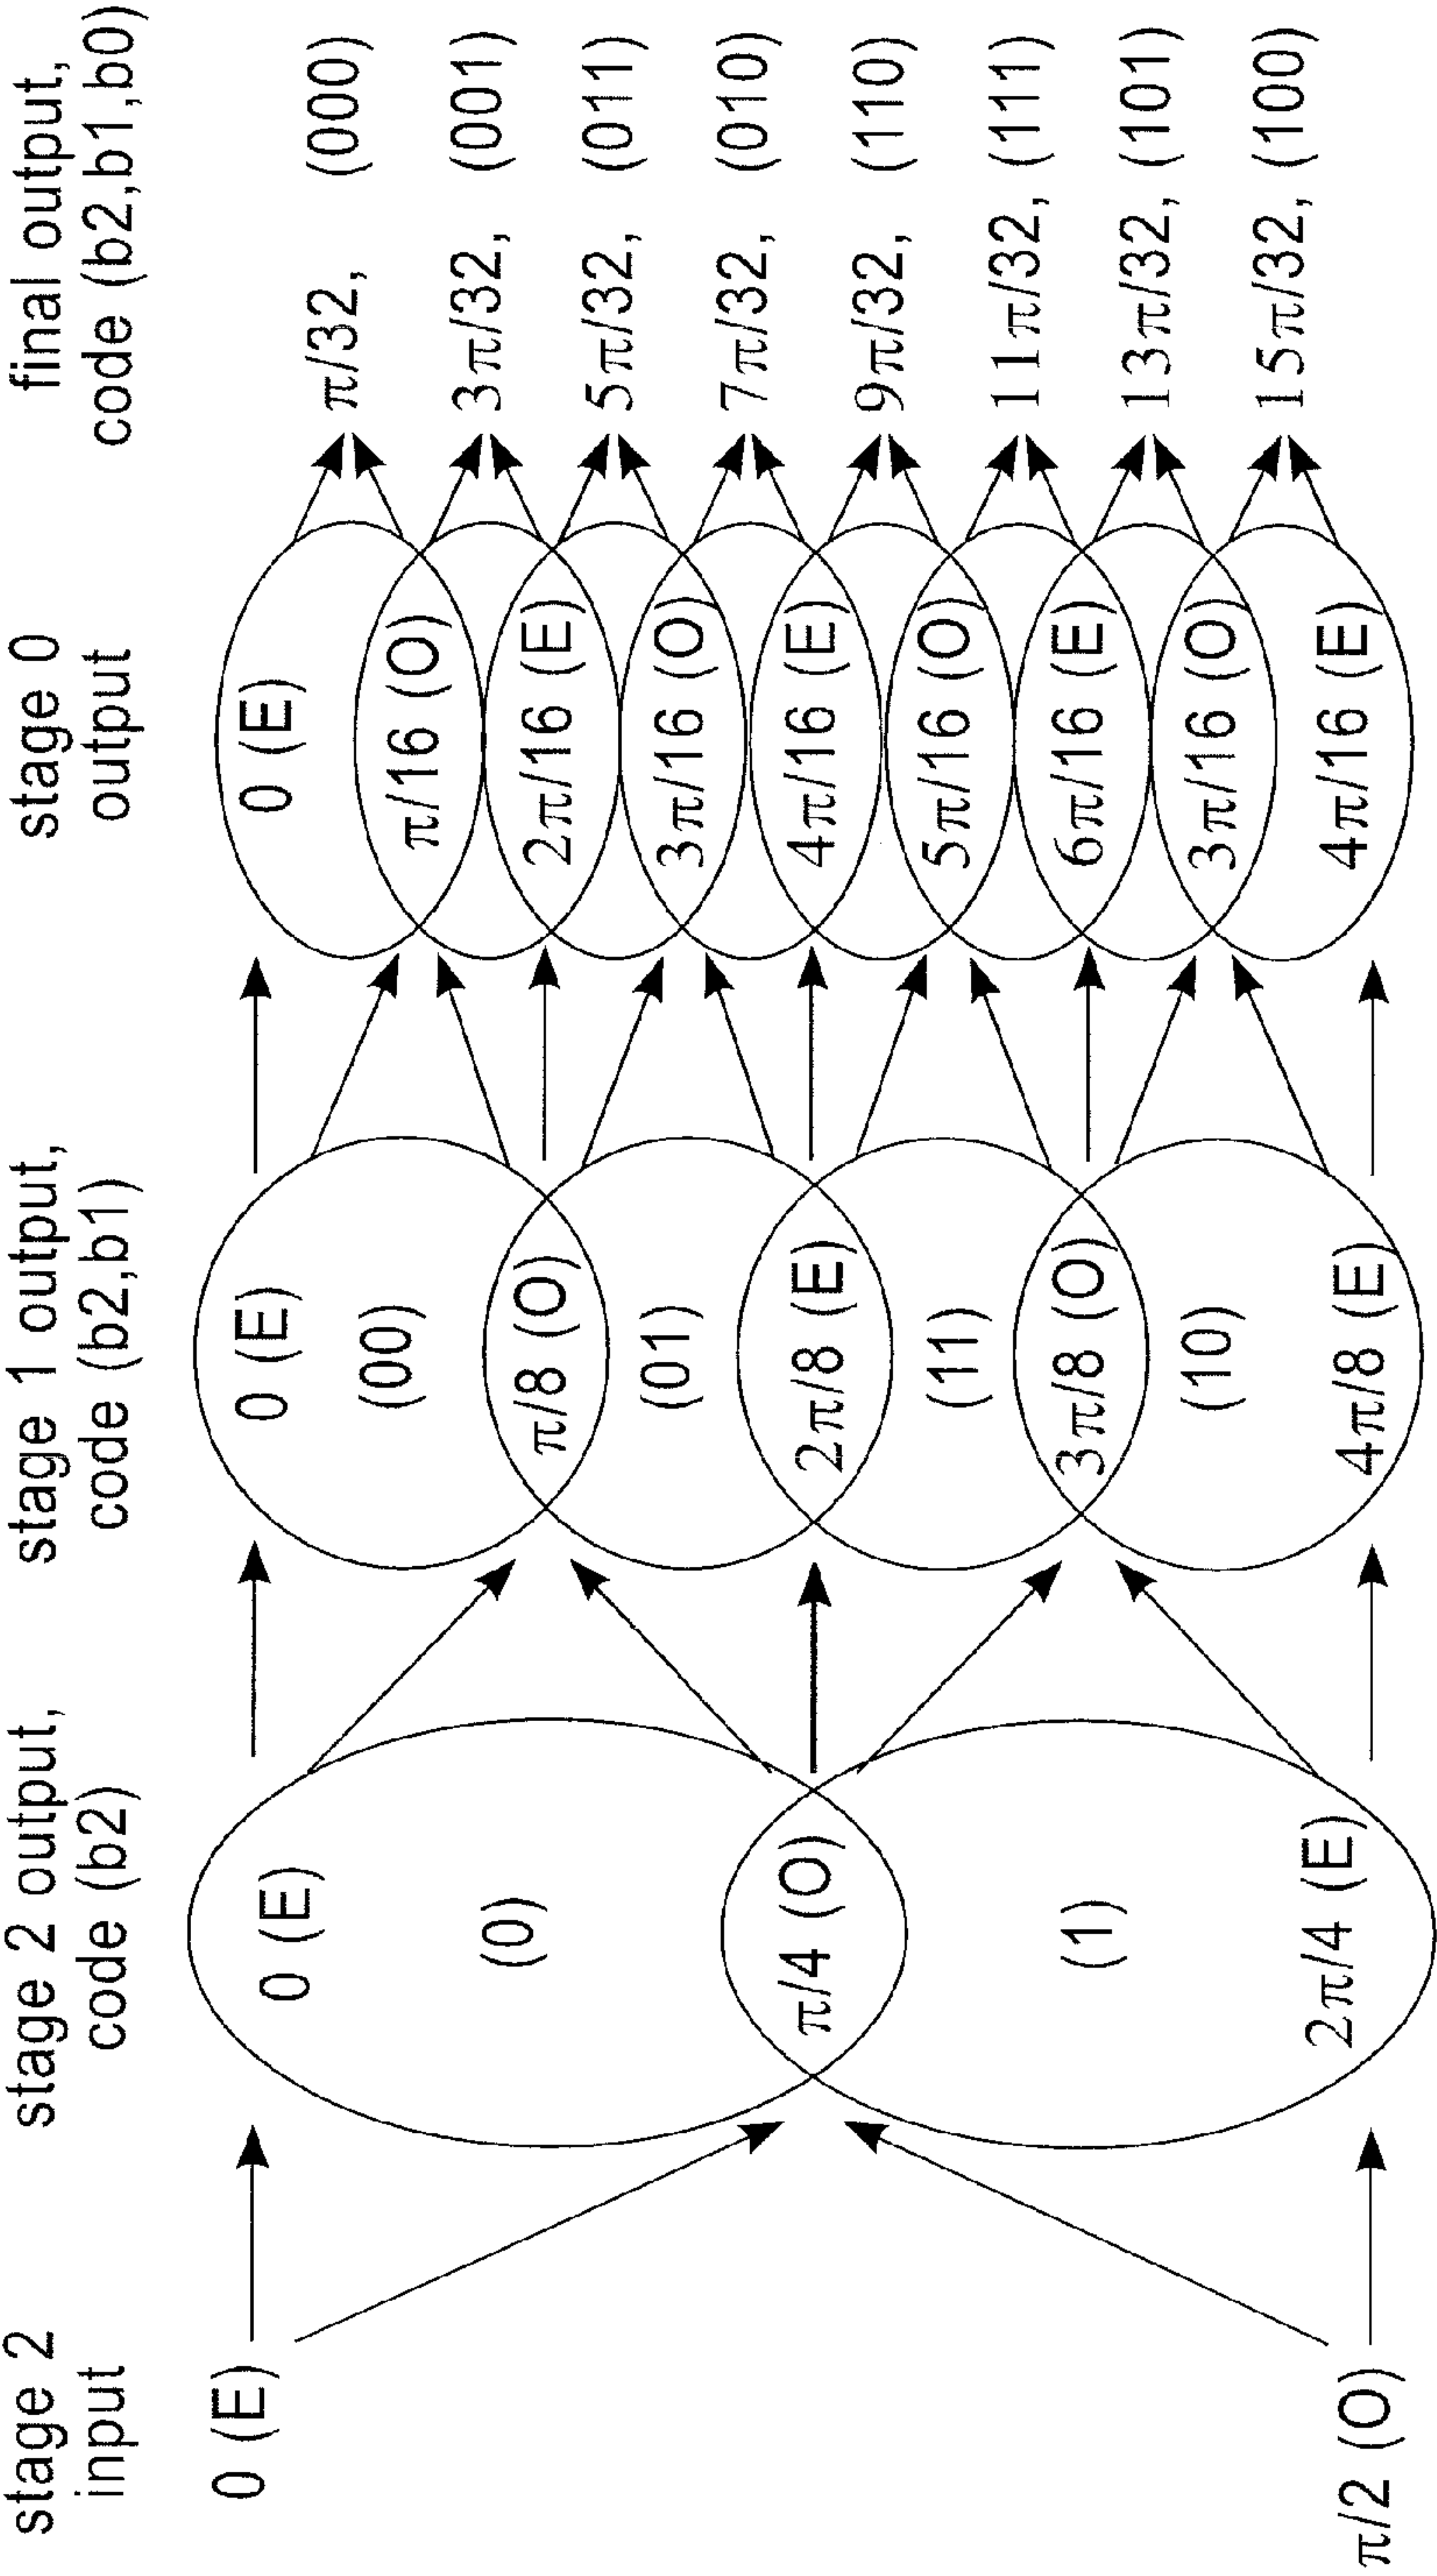 stage 2
input
stage 2 output,
code (b2)
stage 1 output,
code (b2,b1)
stage 0
output
final output,
code (b2,b1,b0)
0 (E)
π/2 (O)
0 (E)
(0)
π/4 (O)
(1)
2π/4 (E)
0 (E)
(00)
π/8 (O)
(01)
2π/8 (E)
(11)
3π/8 (O)
(10)
4π/8 (E)
0 (E)
π/16 (O)
2π/16 (E)
3π/16 (O)
4π/16 (E)
5π/16 (O)
6π/16 (E)
3π/16 (O)
4π/16 (E)
π/32, (000)
3π/32, (001)
5π/32, (011)
7π/32, (010)
9π/32, (110)
11π/32, (111)
13π/32, (101)
15π/32, (100)